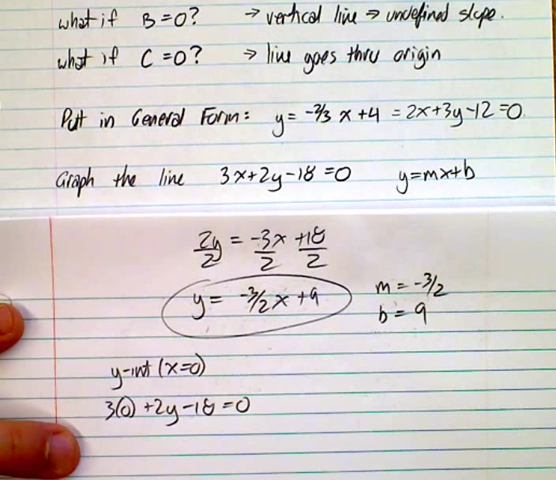 what if B=0? → vertical line ⇒ undefined slope.
what if C=0? → line goes thru origin
Put in General Form: y = -2/3 x + 4 = 2x+3y-12=0.
Graph the line 3x+2y-18=0 y=mx+b
2y/2 = -3x/2 +18/2
y = -3/2 x + 9 m = -3/2
b = 9
y-int (x=0)
3(0) +2y-18=0